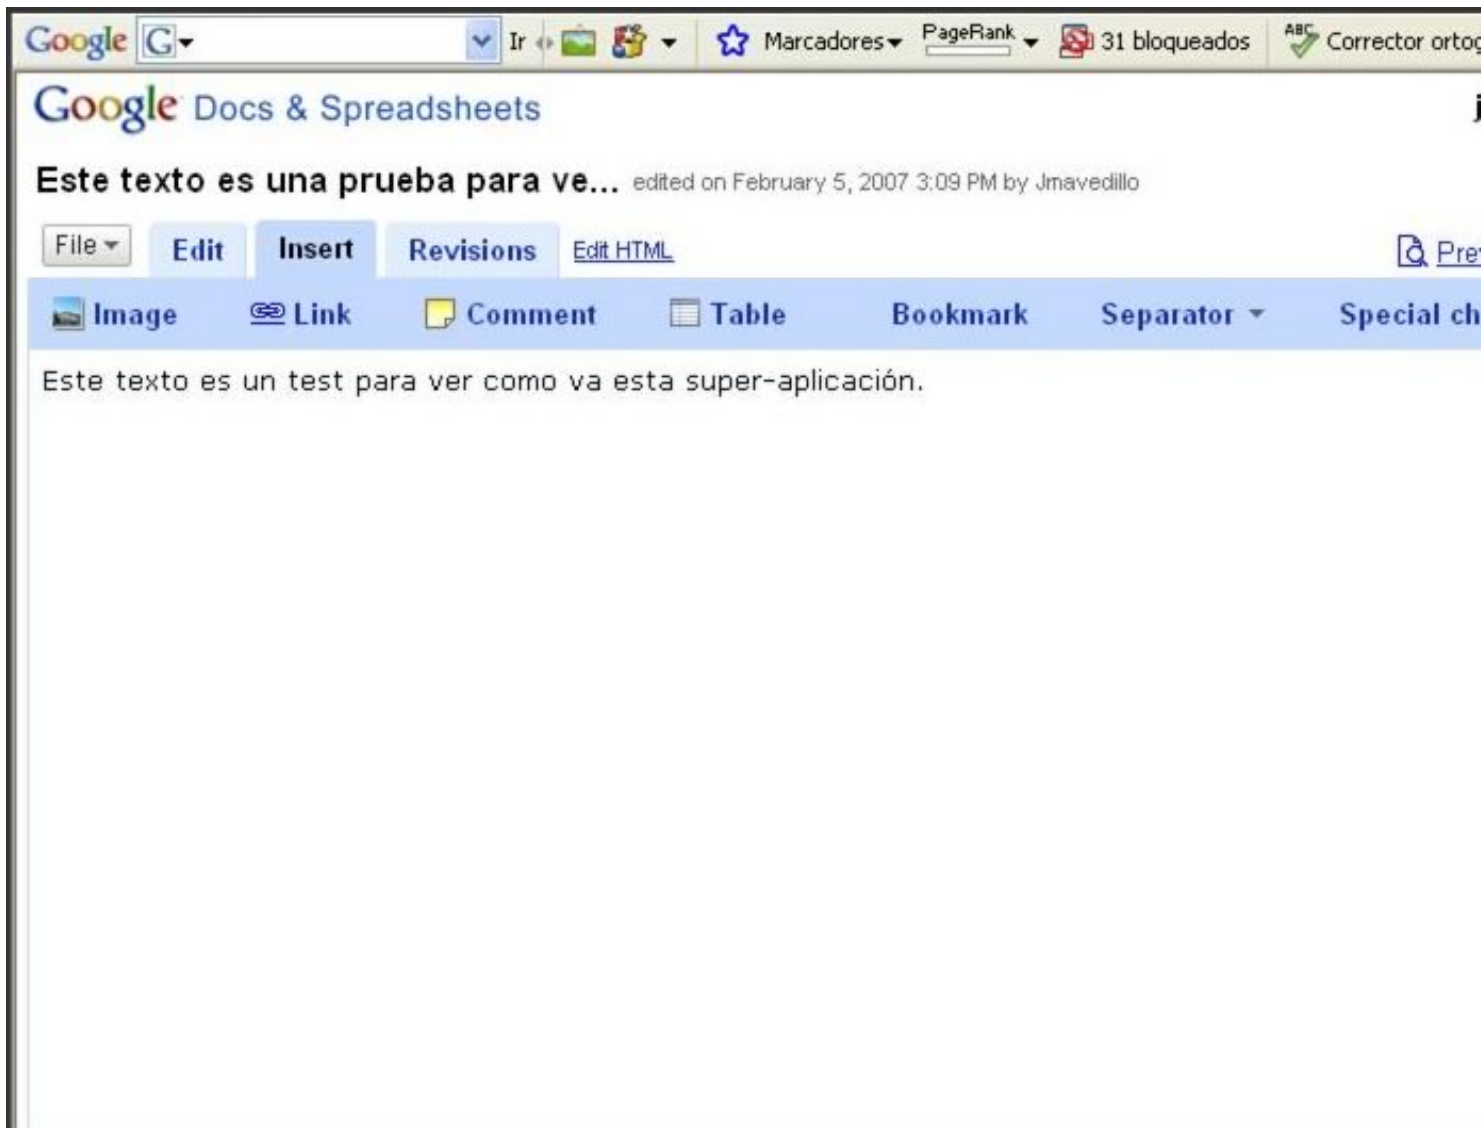 Google G Ir Marcadores PageRank 31 bloqueados ABC Corrector ortog
Google Docs & Spreadsheets j
Este texto es una prueba para ve... edited on February 5, 2007 3:09 PM by Jmavedillo
File Edit Insert Revisions Edit HTML Prev
Image Link Comment Table Bookmark Separator Special ch
Este texto es un test para ver como va esta super-aplicación.